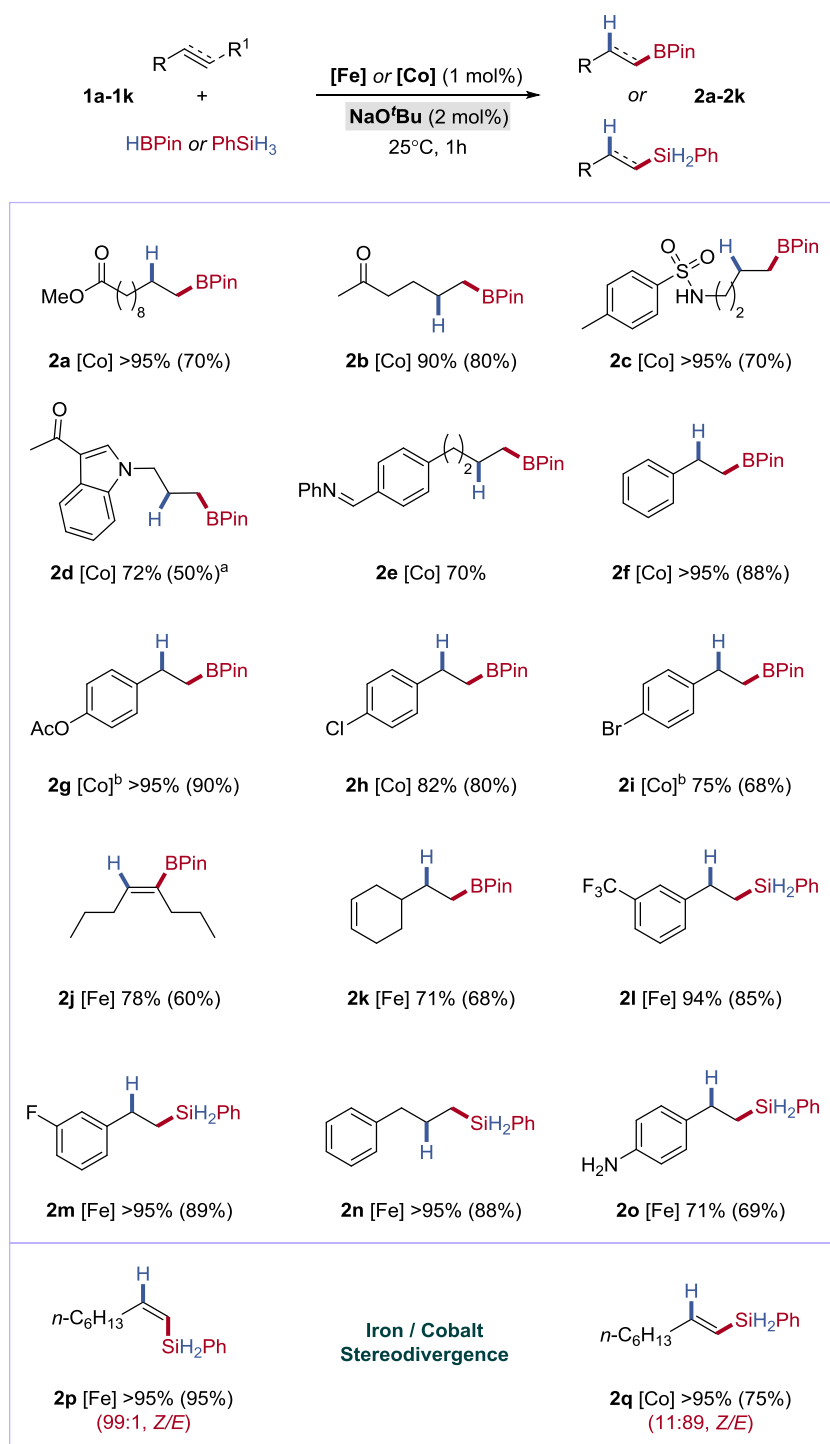 R R¹
1a-1k
+
HBPin or PhSiH₃
[Fe] or [Co] (1 mol%)
NaOᵗBu (2 mol%)
25°C, 1h
H
R BPin
or 2a-2k
H
R SiH₂Ph
O
MeO ( )₈ H BPin
2a [Co] >95% (70%)
O
H BPin
2b [Co] 90% (80%)
O O
S HN ( )₂ H BPin
2c [Co] >95% (70%)
O
N H BPin
2d [Co] 72% (50%)ᵃ
PhN ( )₂ H BPin
2e [Co] 70%
H
BPin
2f [Co] >95% (88%)
H
BPin
AcO
2g [Co]ᵇ >95% (90%)
H
BPin
Cl
2h [Co] 82% (80%)
H
BPin
Br
2i [Co]ᵇ 75% (68%)
H BPin
2j [Fe] 78% (60%)
H
BPin
2k [Fe] 71% (68%)
H
F₃C SiH₂Ph
2l [Fe] 94% (85%)
H
F SiH₂Ph
2m [Fe] >95% (89%)
SiH₂Ph
H
2n [Fe] >95% (88%)
H
SiH₂Ph
H₂N
2o [Fe] 71% (69%)
H
n-C₆H₁₃
SiH₂Ph
2p [Fe] >95% (95%)
(99:1, Z/E)
Iron / Cobalt
Stereodivergence
H
n-C₆H₁₃ SiH₂Ph
2q [Co] >95% (75%)
(11:89, Z/E)